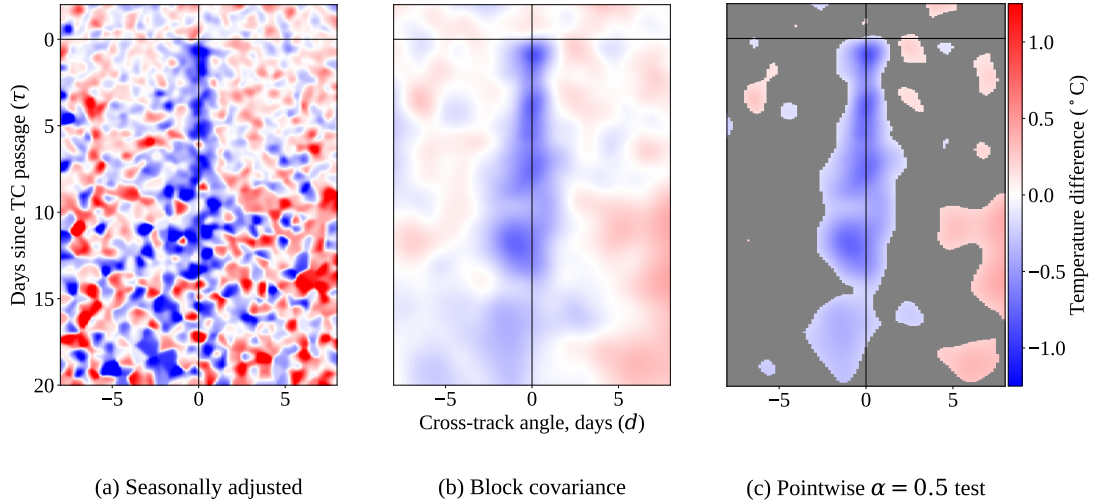 0
5
10
15
20
Days since TC passage (τ)
−5 0 5
−5 0 5
−5 0 5
Cross-track angle, days (d)
1.0
0.5
0.0
−0.5
−1.0
Temperature difference (°C)
(a) Seasonally adjusted
(b) Block covariance
(c) Pointwise α = 0.5 test